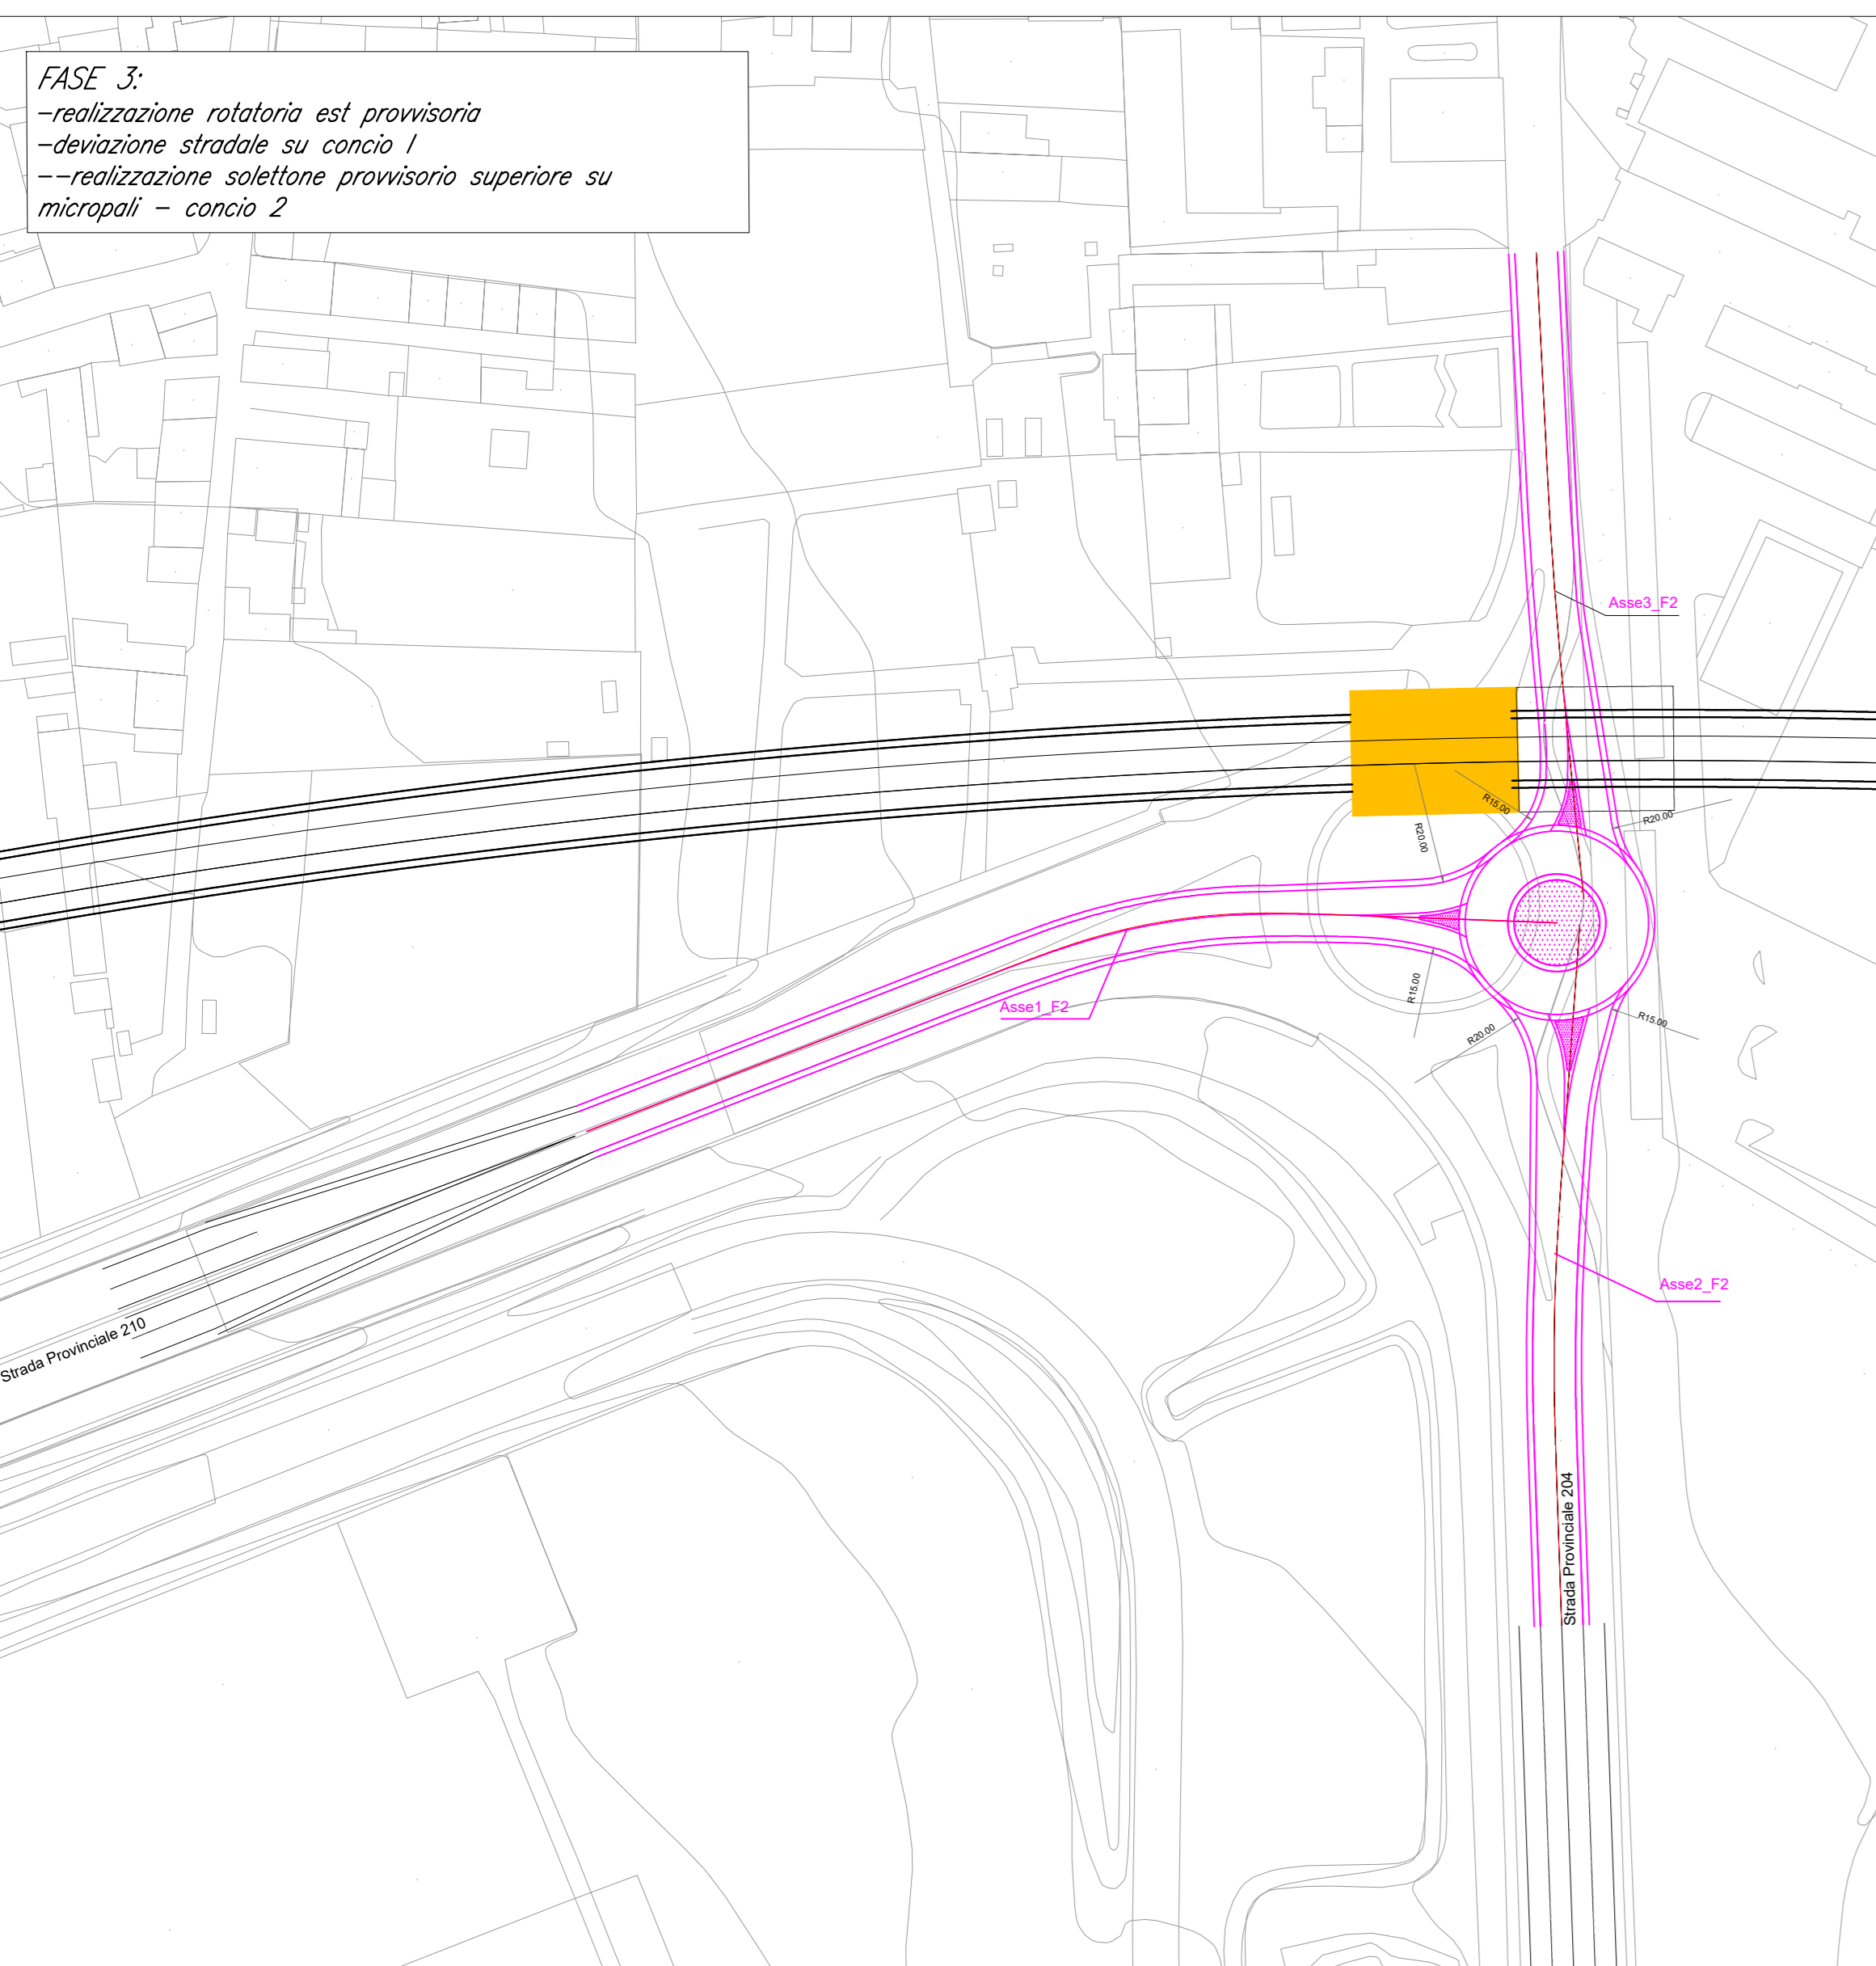 FASE 3:
-realizzazione rotatoria est provvisoria
-deviazione stradale su concio 1
--realizzazione solettone provvisorio superiore su
micropali - concio 2
Asse3_F2
R15.00
R20.00
R20.00
Asse1_F2
R15.00
R20.00
R15.00
Asse2_F2
Strada Provinciale 210
Strada Provinciale 204